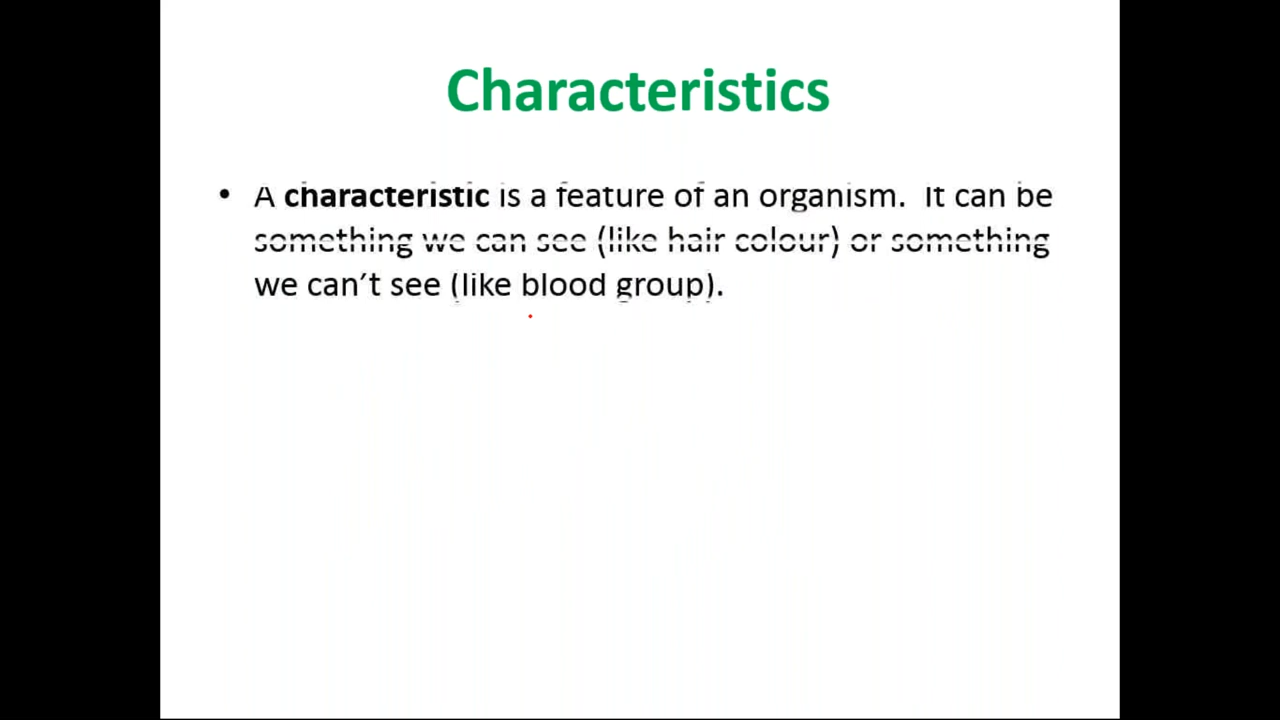 Characteristics
• A characteristic is a feature of an organism.  It can be
something we can see (like hair colour) or something
we can't see (like blood group).